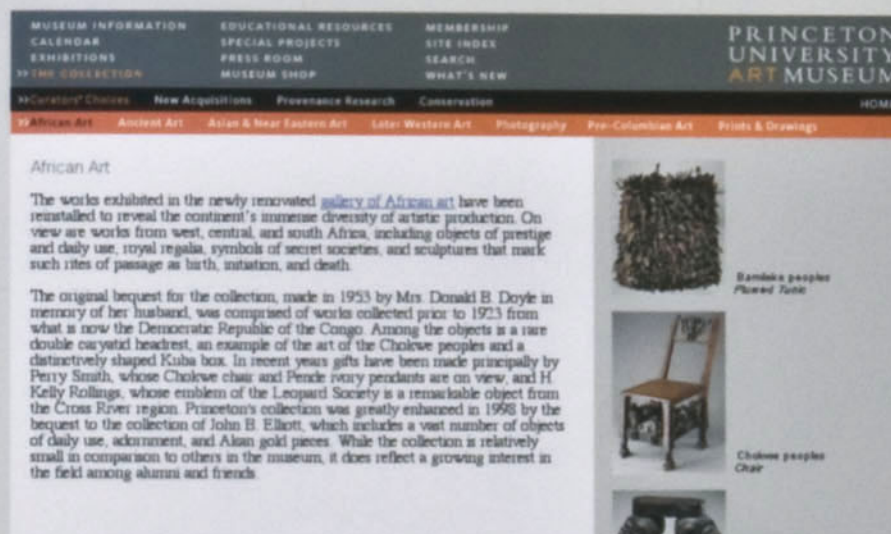 MUSEUM INFORMATION
CALENDAR
EXHIBITIONS
>> THE COLLECTION
EDUCATIONAL RESOURCES
SPECIAL PROJECTS
PRESS ROOM
MUSEUM SHOP
MEMBERSHIP
SITE INDEX
SEARCH
WHAT'S NEW
PRINCETON
UNIVERSITY
ART MUSEUM
>>Curators' Choices New Acquisitions Provenance Research Conservation HOME
>>African Art Ancient Art Asian & Near Eastern Art Later Western Art Photography Pre-Columbian Art Prints & Drawings
African Art
The works exhibited in the newly renovated gallery of African art have been
reinstalled to reveal the continent's immense diversity of artistic production. On
view are works from west, central, and south Africa, including objects of prestige
and daily use, royal regalia, symbols of secret societies, and sculptures that mark
such rites of passage as birth, initiation, and death.
The original bequest for the collection, made in 1953 by Mrs. Donald B. Doyle in
memory of her husband, was comprised of works collected prior to 1923 from
what is now the Democratic Republic of the Congo. Among the objects is a rare
double caryatid headrest, an example of the art of the Chokwe peoples and a
distinctively shaped Kuba box. In recent years gifts have been made principally by
Perry Smith, whose Chokwe chair and Pende ivory pendants are on view, and H.
Kelly Rollings, whose emblem of the Leopard Society is a remarkable object from
the Cross River region. Princeton's collection was greatly enhanced in 1998 by the
bequest to the collection of John B. Elliott, which includes a vast number of objects
of daily use, adornment, and Akan gold pieces. While the collection is relatively
small in comparison to others in the museum, it does reflect a growing interest in
the field among alumni and friends.
Bamileke peoples
Plumed Tunic
Chokwe peoples
Chair